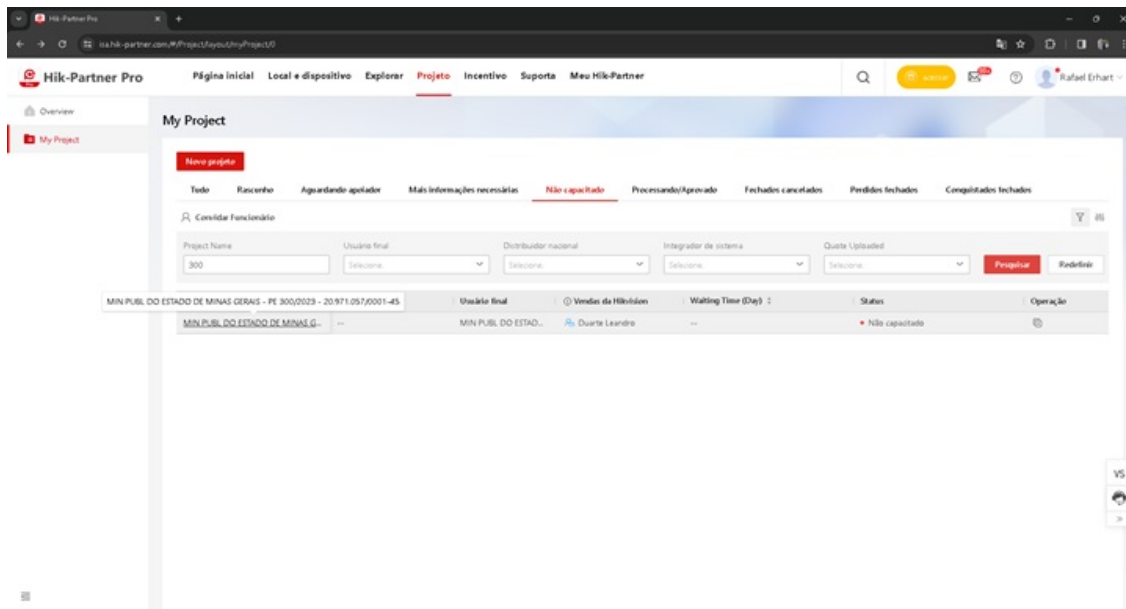 Hik-Partner Pro
isa.hik-partner.com/#/Project/layout/myProject/0
Hik-Partner Pro
Página inicial Local e dispositivo Explorar Projeto Incentivo Suporta Meu Hik-Partner
Rafael Erhart
Overview
My Project
My Project
Novo projeto
Tudo Rascunho Aguardando apoiador Mais informações necessárias Não capacitado Processando/Aprovado Fechados cancelados Perdidos fechados Conquistados fechados
Convidar Funcionário
Project Name Usuário final Distribuidor nacional Integrador de sistema Quote Uploaded
300 Selecione. Selecione. Selecione. Selecione. Pesquisar Redefinir
MIN PUBL DO ESTADO DE MINAS GERAIS - PE 300/2023 - 20.971.057/0001-45
Usuário final Vendas da Hikvision Waiting Time (Day) Status Operação
MIN PUBL DO ESTADO DE MINAS G... -- MIN PUBL DO ESTAD... Duarte Leandro -- Não capacitado
VS